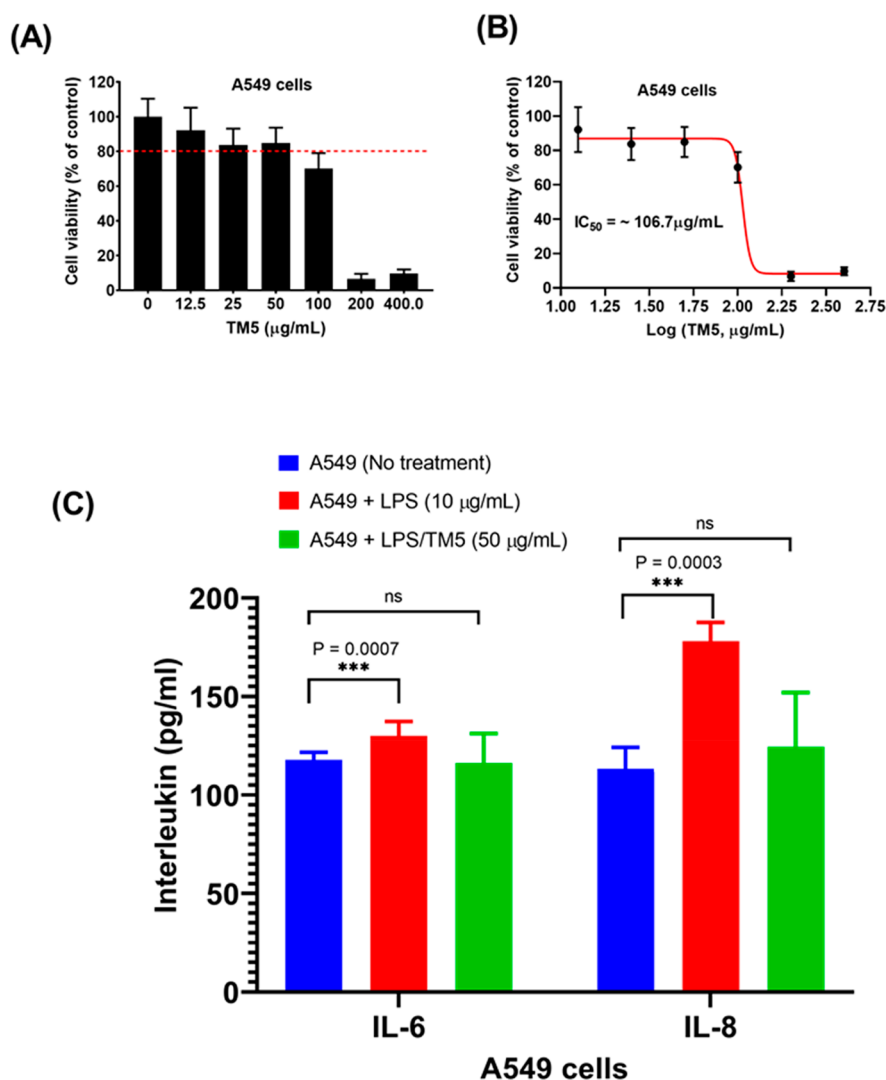 (A)
A549 cells
Cell viability (% of control)
120
100
80
60
40
20
0
0 12.5 25 50 100 200 400.0
TM5 (μg/mL)
(B)
A549 cells
Cell viability (% of control)
120
100
80
60
40
20
0
IC50 = ~ 106.7μg/mL
1.00 1.25 1.50 1.75 2.00 2.25 2.50 2.75
Log (TM5, μg/mL)
(C)
A549 (No treatment)
A549 + LPS (10 μg/mL)
A549 + LPS/TM5 (50 μg/mL)
Interleukin (pg/ml)
200
150
100
50
0
ns
P = 0.0007
***
ns
P = 0.0003
***
IL-6 IL-8
A549 cells